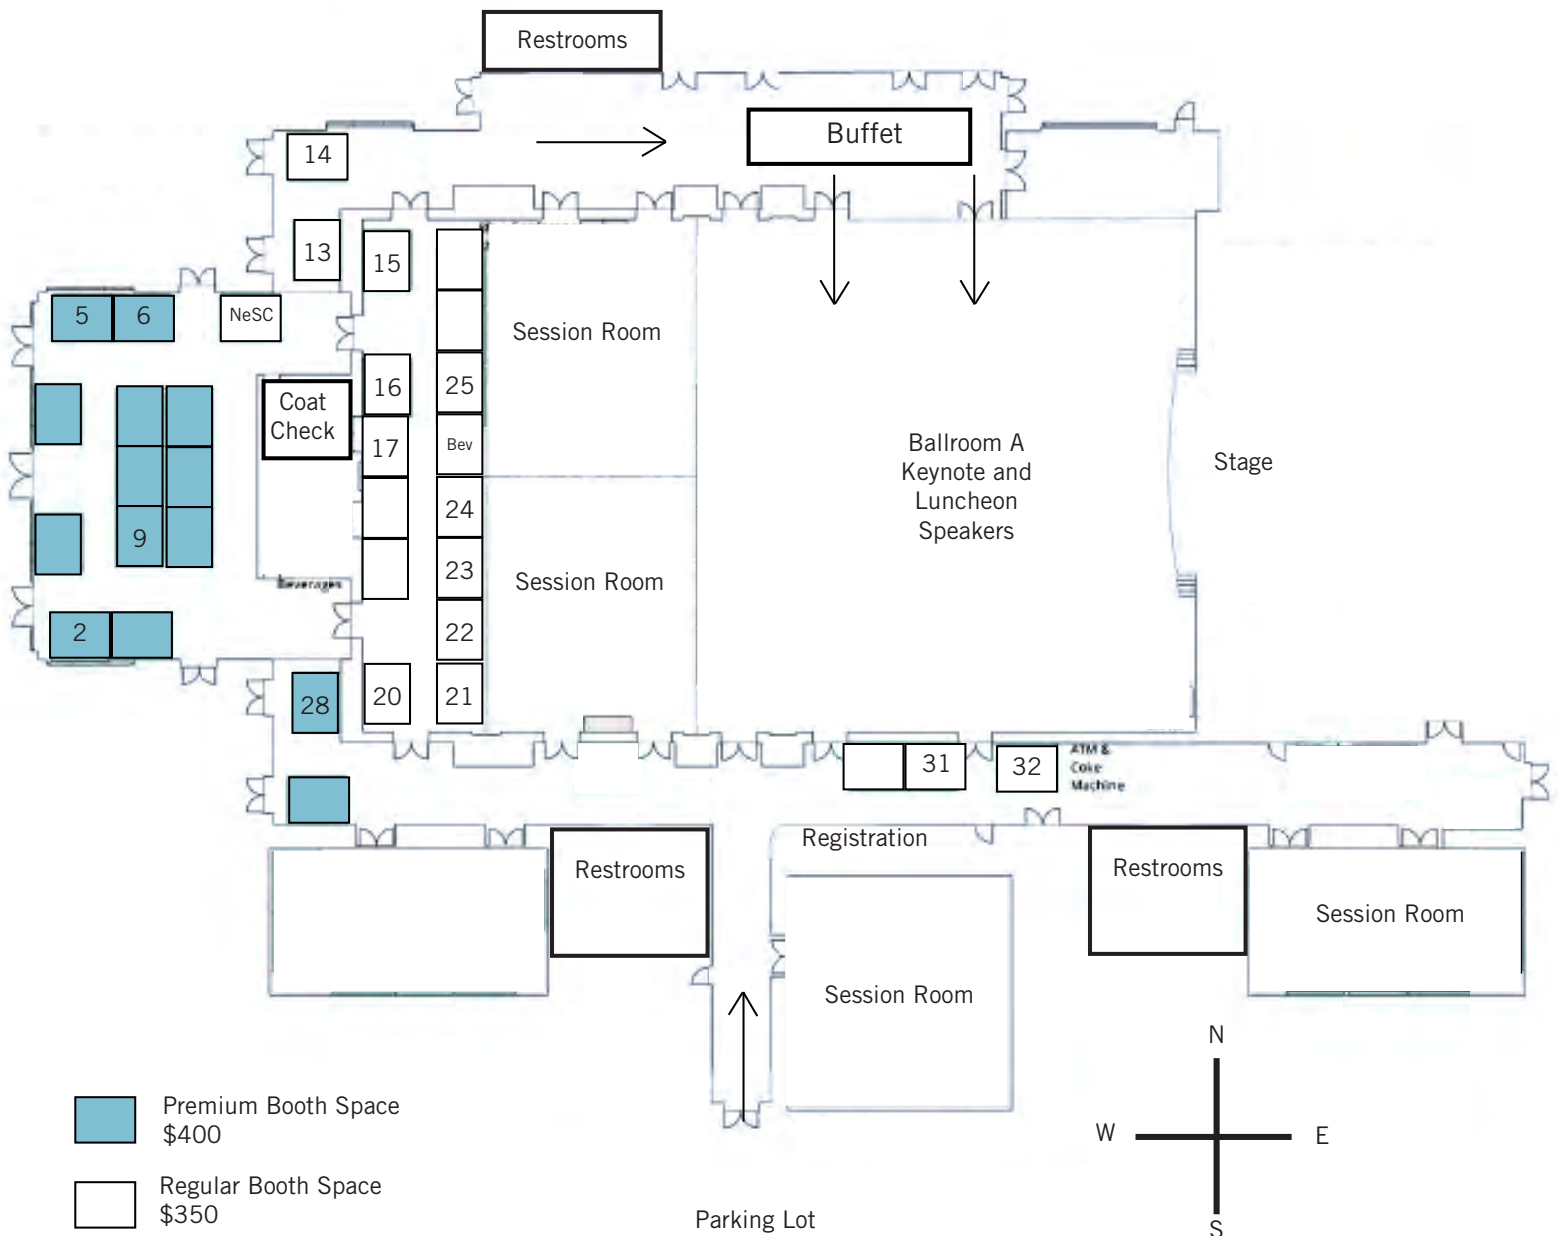 Restrooms
Buffet
14
13
15
5
6
NeSC
Session Room
16
25
Coat
Check
17
Bev
Ballroom A
Keynote and
Luncheon
Speakers
Stage
24
9
23
Beverages
Session Room
2
22
28
20
21
31
32
ATM &
Coke
Machine
Registration
Restrooms
Restrooms
Session Room
Session Room
N
W
E
S
Premium Booth Space
$400
Regular Booth Space
$350
Parking Lot